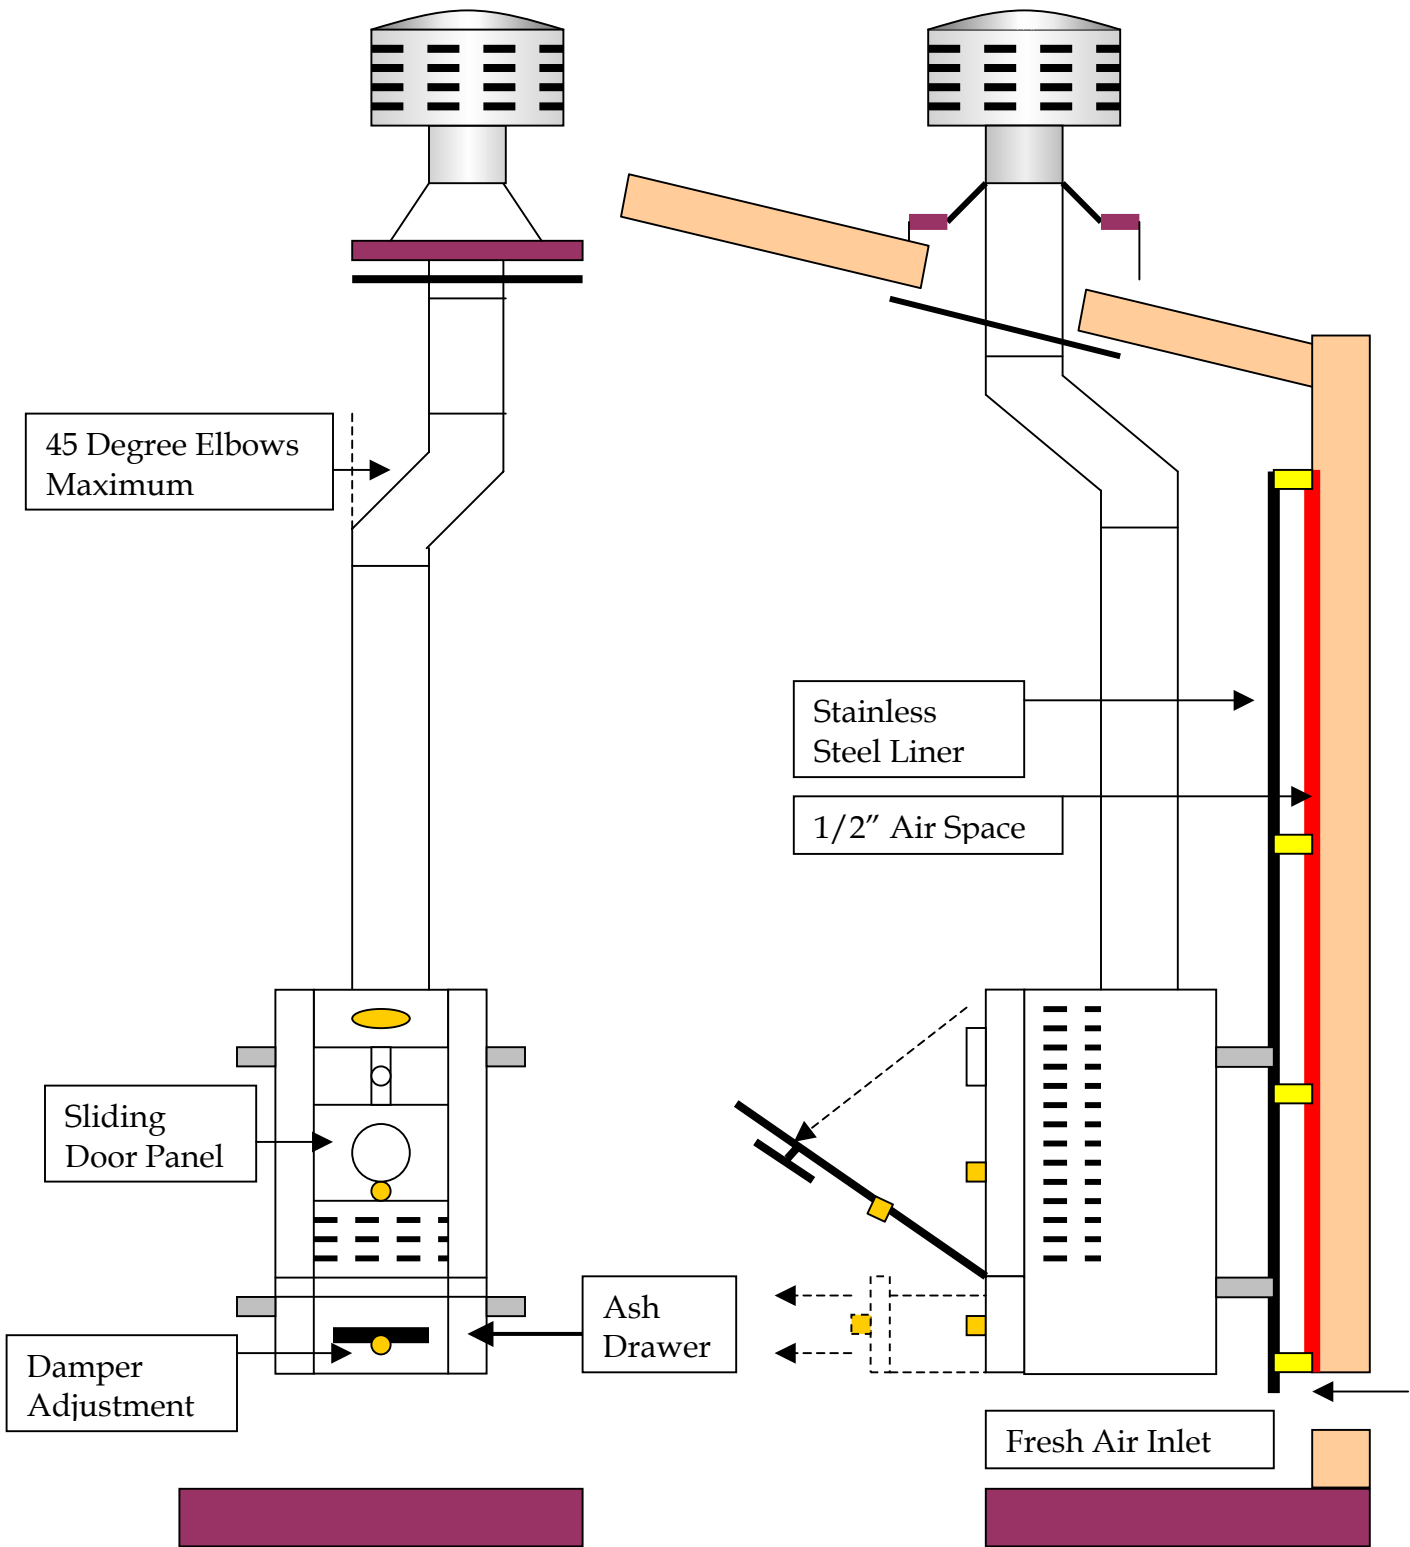 45 Degree Elbows
Maximum
Stainless
Steel Liner
1/2” Air Space
Sliding
Door Panel
Ash
Drawer
Damper
Adjustment
Fresh Air Inlet